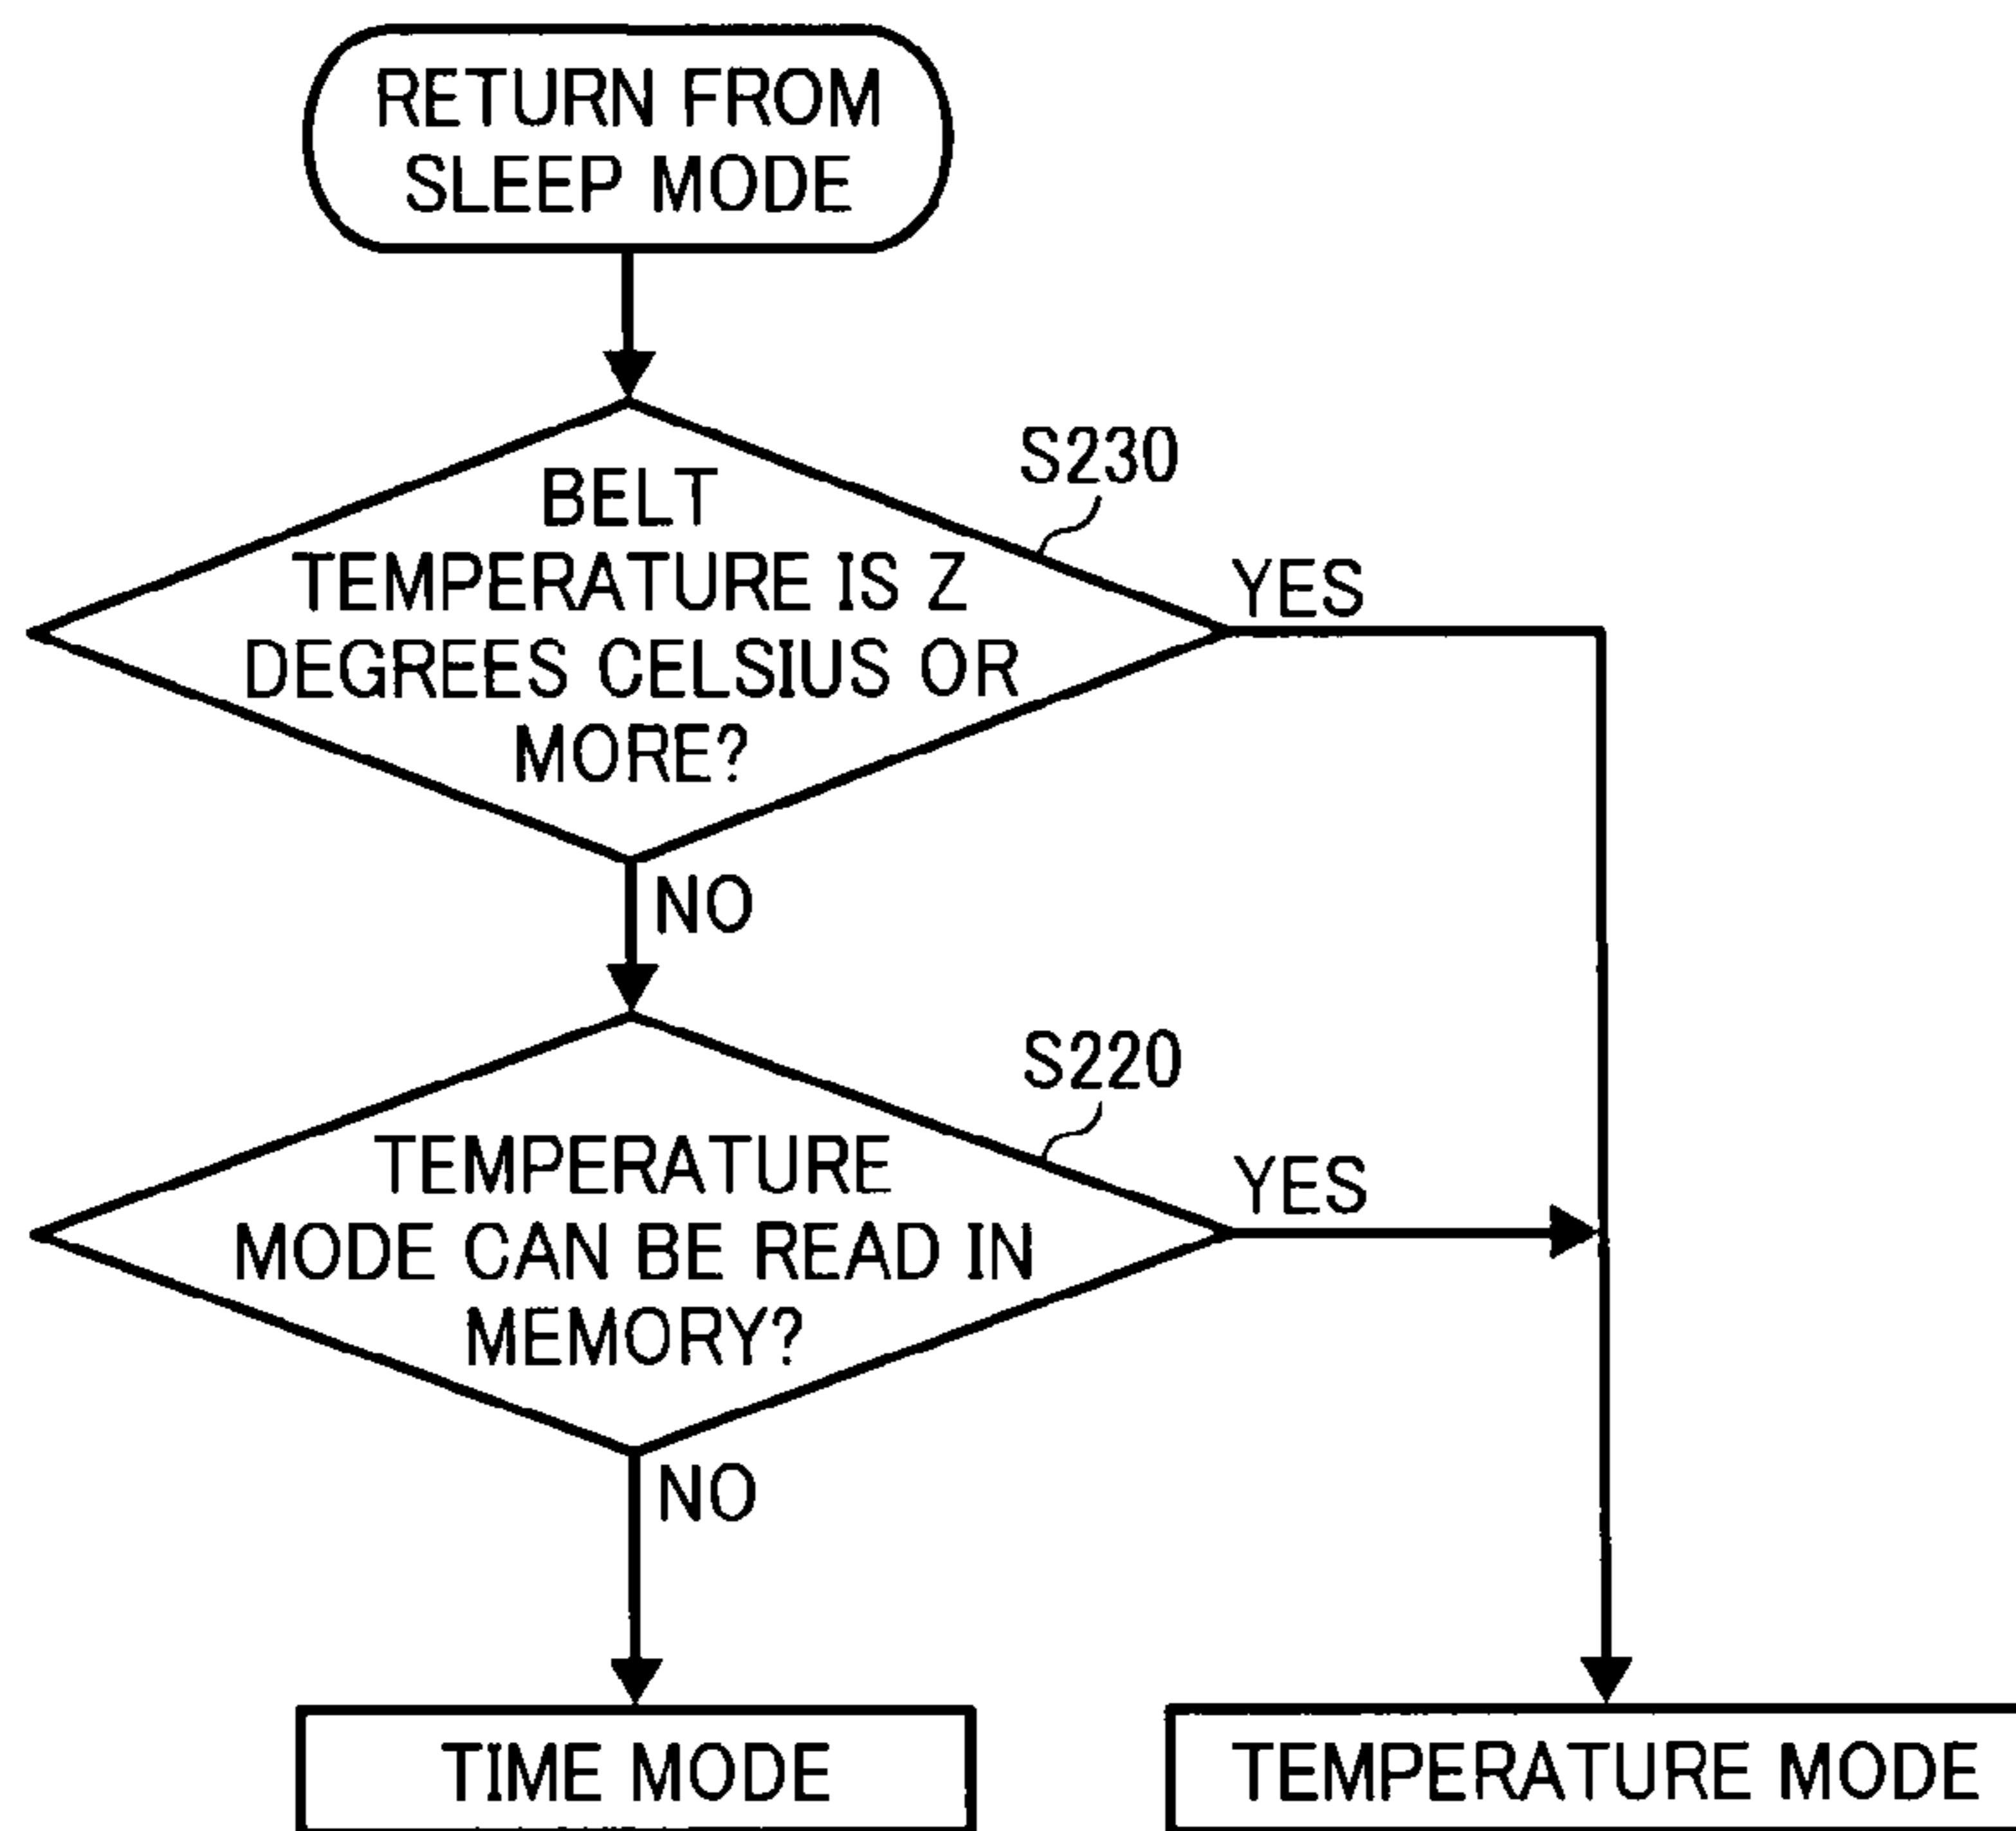 RETURN FROM
SLEEP MODE
S230
BELT
TEMPERATURE IS Z
DEGREES CELSIUS OR
MORE?
YES
NO
S220
TEMPERATURE
MODE CAN BE READ IN
MEMORY?
YES
NO
TIME MODE
TEMPERATURE MODE